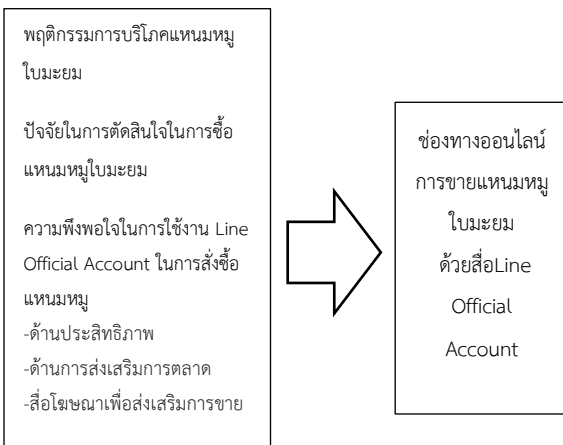 พฤติกรรมการบริโภคแหนมหมู
ใบมะยม
ปัจจัยในการตัดสินใจในการซื้อ
แหนมหมูใบมะยม
ความพึงพอใจในการใช้งาน Line
Official Account ในการสั่งซื้อ
แหนมหมู
-ด้านประสิทธิภาพ
-ด้านการส่งเสริมการตลาด
-สื่อโฆษณาเพื่อส่งเสริมการขาย
ช่องทางออนไลน์
การขายแหนมหมู
ใบมะยม
ด้วยสื่อLine
Official
Account